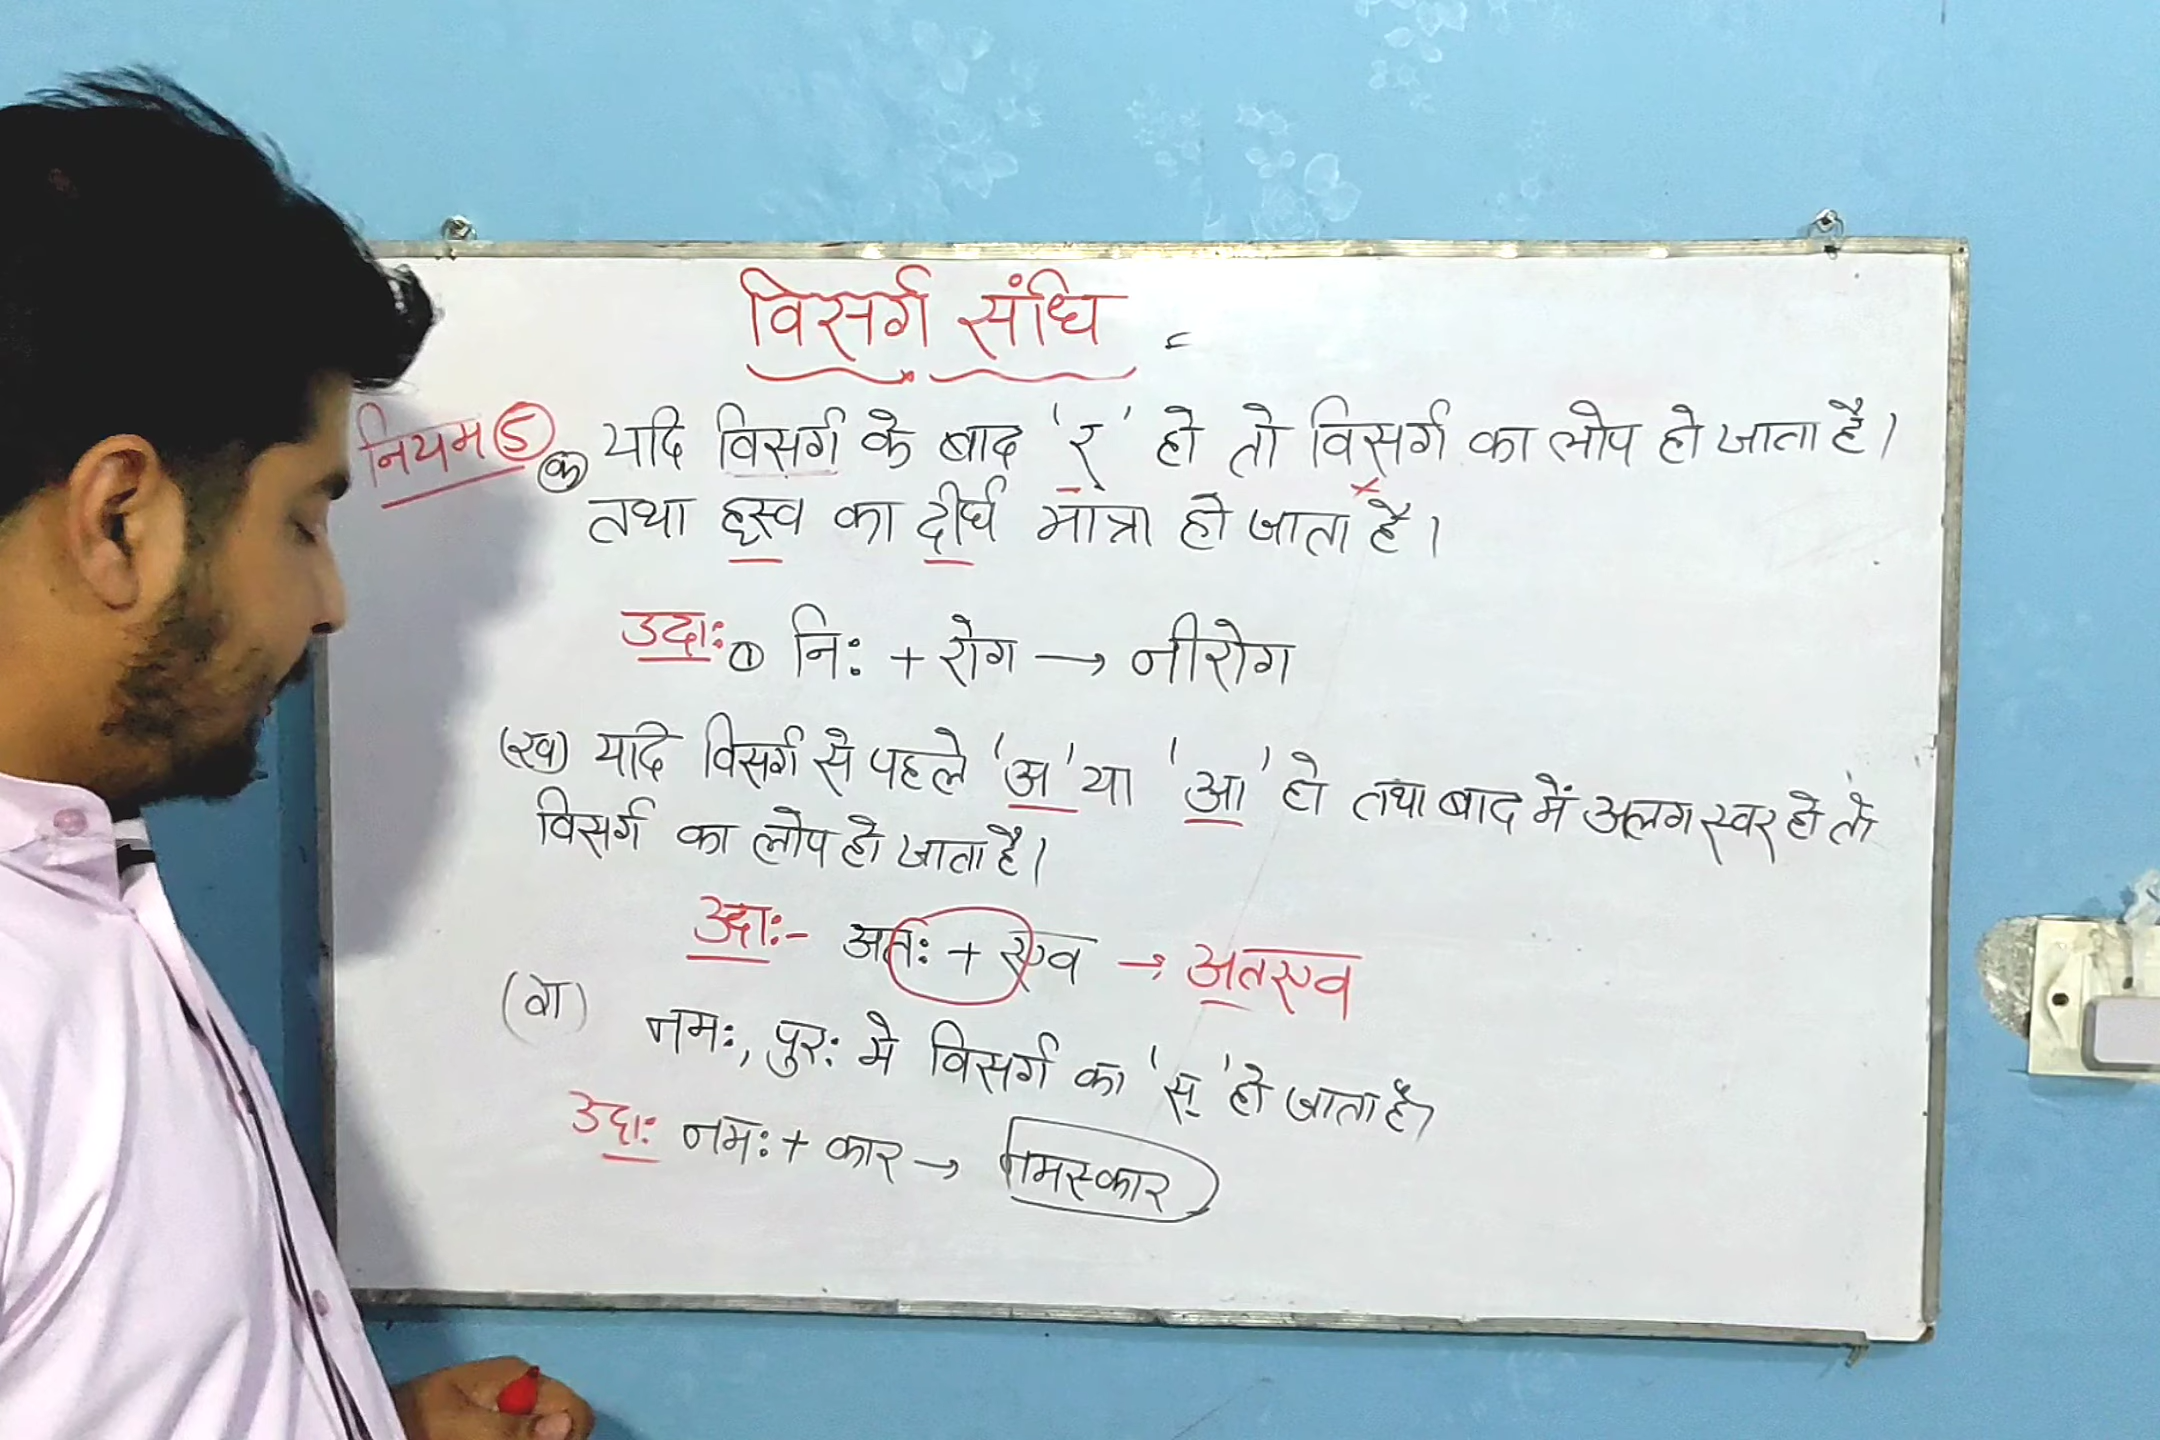 विसर्ग संधि
नियम 5 क यदि विसर्ग के बाद 'र' हो तो विसर्ग का लोप हो जाता है।
तथा ह्रस्व का दीर्घ मात्रा हो जाता है।
उदाः ① निः + रोग → नीरोग
(ख) यदि विसर्ग से पहले 'अ' या 'आ' हो तथा बाद में अलग स्वर हो तो
विसर्ग का लोप हो जाता है।
उदाः- अतः + एव → अतएव
(ग) नमः, पुरः मे विसर्ग का 'स्' हो जाता है।
उदाः नमः + कार → नमस्कार